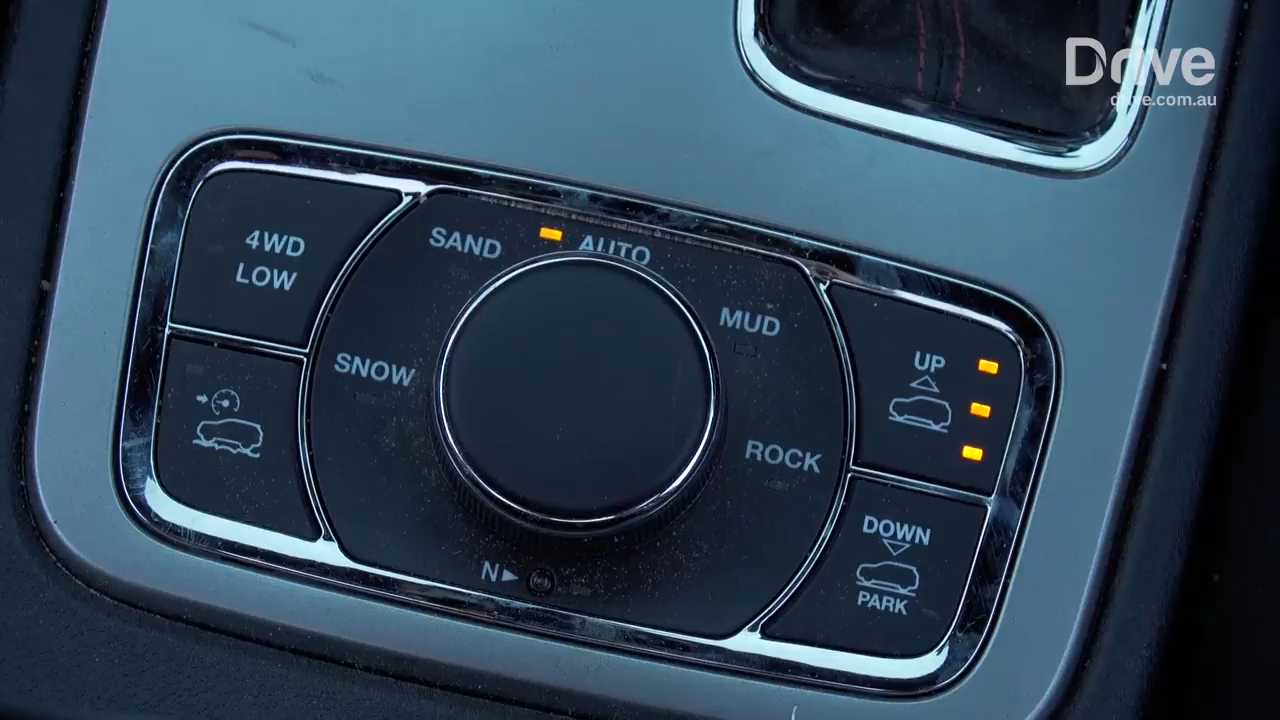 Drive
drive.com.au
4WD
LOW
SAND
AUTO
MUD
SNOW
ROCK
UP
DOWN
PARK
N